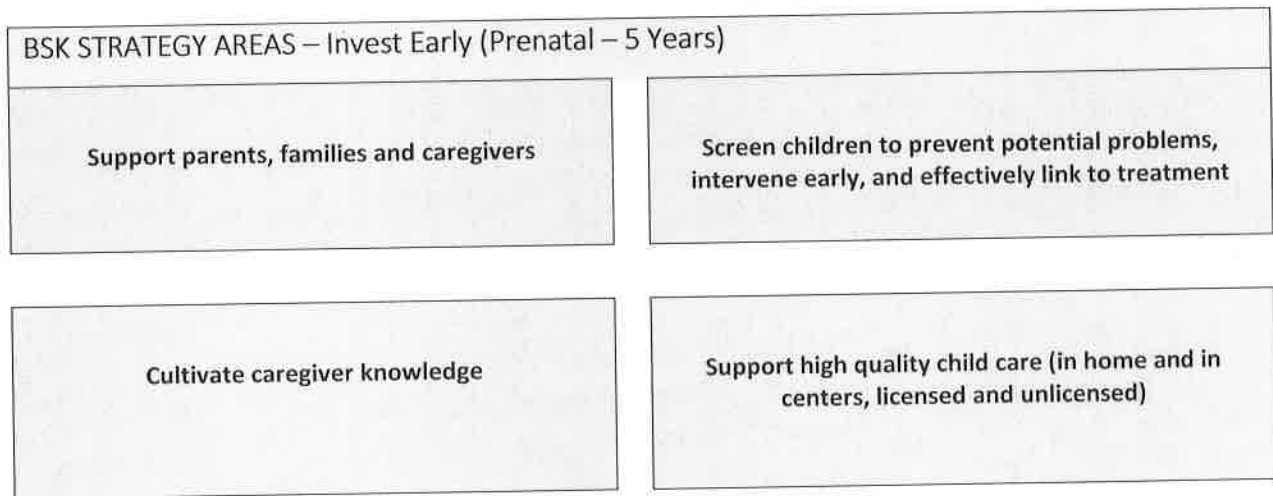 BSK STRATEGY AREAS – Invest Early (Prenatal – 5 Years)
Support parents, families and caregivers
Screen children to prevent potential problems,
intervene early, and effectively link to treatment
Cultivate caregiver knowledge
Support high quality child care (in home and in
centers, licensed and unlicensed)